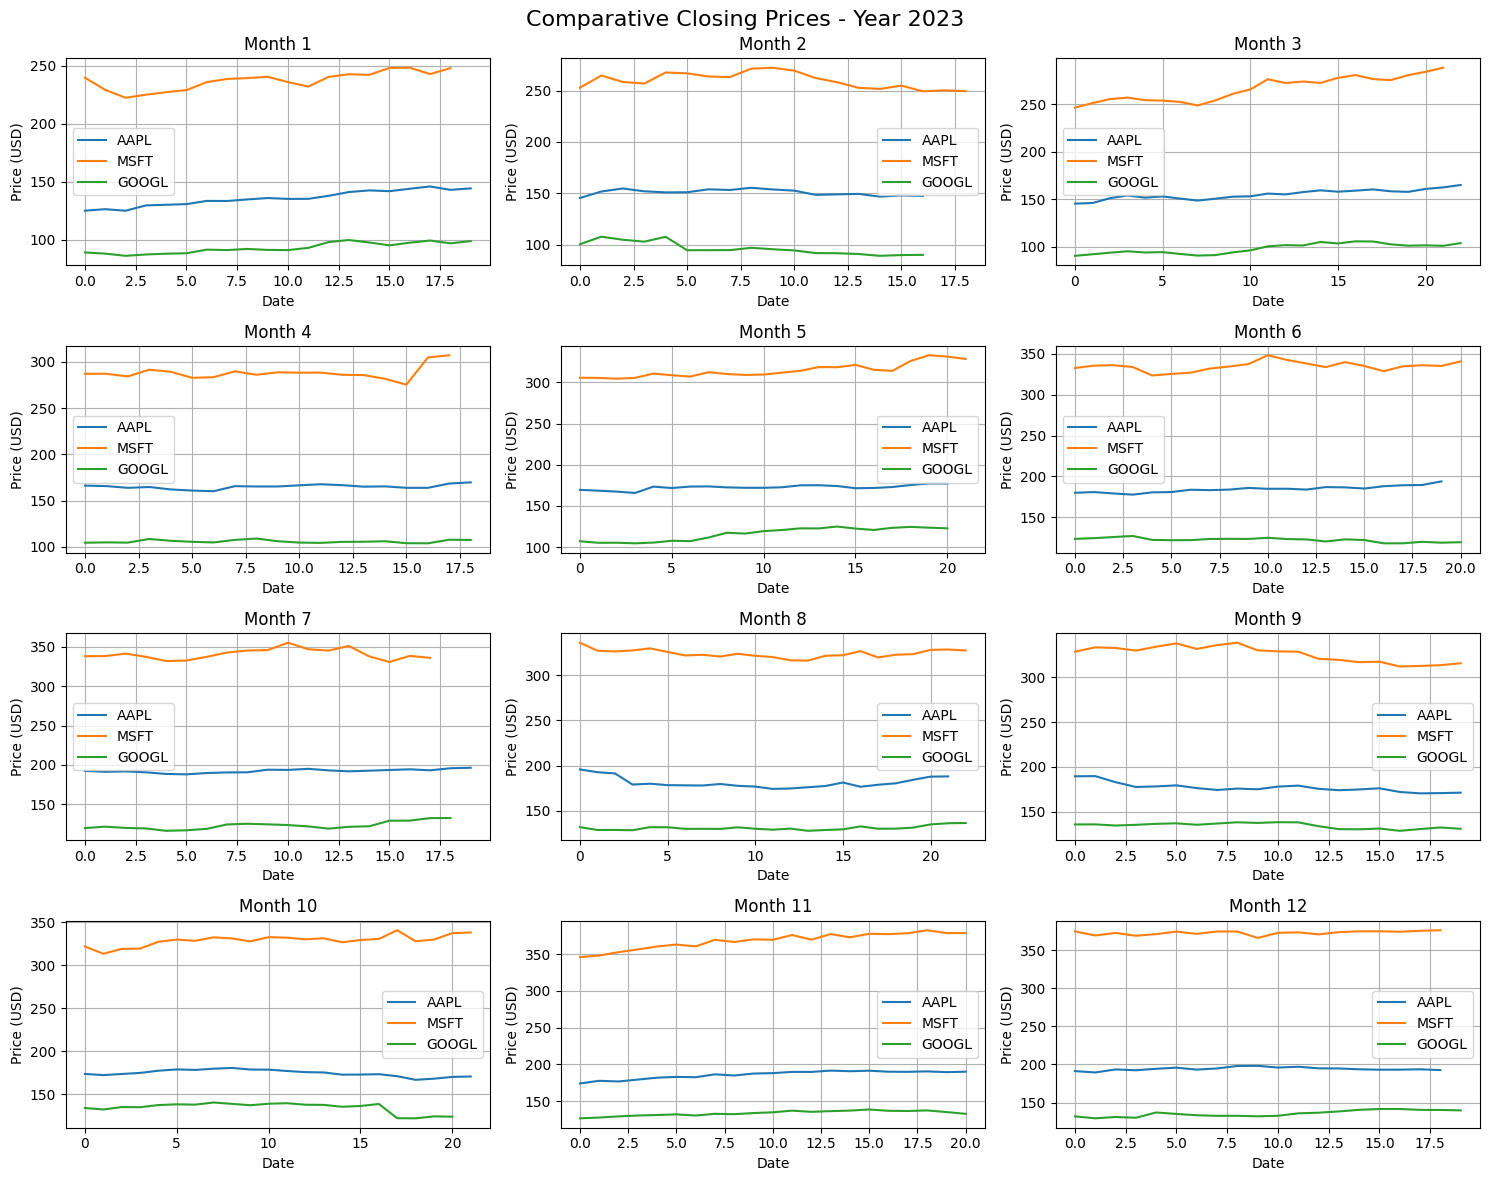 Comparative Closing Prices - Year 2023
Month 1
Price (USD)
250
200
150
100
AAPL
MSFT
GOOGL
0.0 2.5 5.0 7.5 10.0 12.5 15.0 17.5
Date
Month 2
Price (USD)
250
200
150
100
AAPL
MSFT
GOOGL
0.0 2.5 5.0 7.5 10.0 12.5 15.0 17.5
Date
Month 3
Price (USD)
250
200
150
100
AAPL
MSFT
GOOGL
0 5 10 15 20
Date
Month 4
Price (USD)
300
250
200
150
100
AAPL
MSFT
GOOGL
0.0 2.5 5.0 7.5 10.0 12.5 15.0 17.5
Date
Month 5
Price (USD)
300
250
200
150
100
AAPL
MSFT
GOOGL
0 5 10 15 20
Date
Month 6
Price (USD)
350
300
250
200
150
AAPL
MSFT
GOOGL
0.0 2.5 5.0 7.5 10.0 12.5 15.0 17.5 20.0
Date
Month 7
Price (USD)
350
300
250
200
150
AAPL
MSFT
GOOGL
0.0 2.5 5.0 7.5 10.0 12.5 15.0 17.5
Date
Month 8
Price (USD)
300
250
200
150
AAPL
MSFT
GOOGL
0 5 10 15 20
Date
Month 9
Price (USD)
300
250
200
150
AAPL
MSFT
GOOGL
0.0 2.5 5.0 7.5 10.0 12.5 15.0 17.5
Date
Month 10
Price (USD)
350
300
250
200
150
AAPL
MSFT
GOOGL
0 5 10 15 20
Date
Month 11
Price (USD)
350
300
250
200
150
AAPL
MSFT
GOOGL
0.0 2.5 5.0 7.5 10.0 12.5 15.0 17.5 20.0
Date
Month 12
Price (USD)
350
300
250
200
150
AAPL
MSFT
GOOGL
0.0 2.5 5.0 7.5 10.0 12.5 15.0 17.5
Date